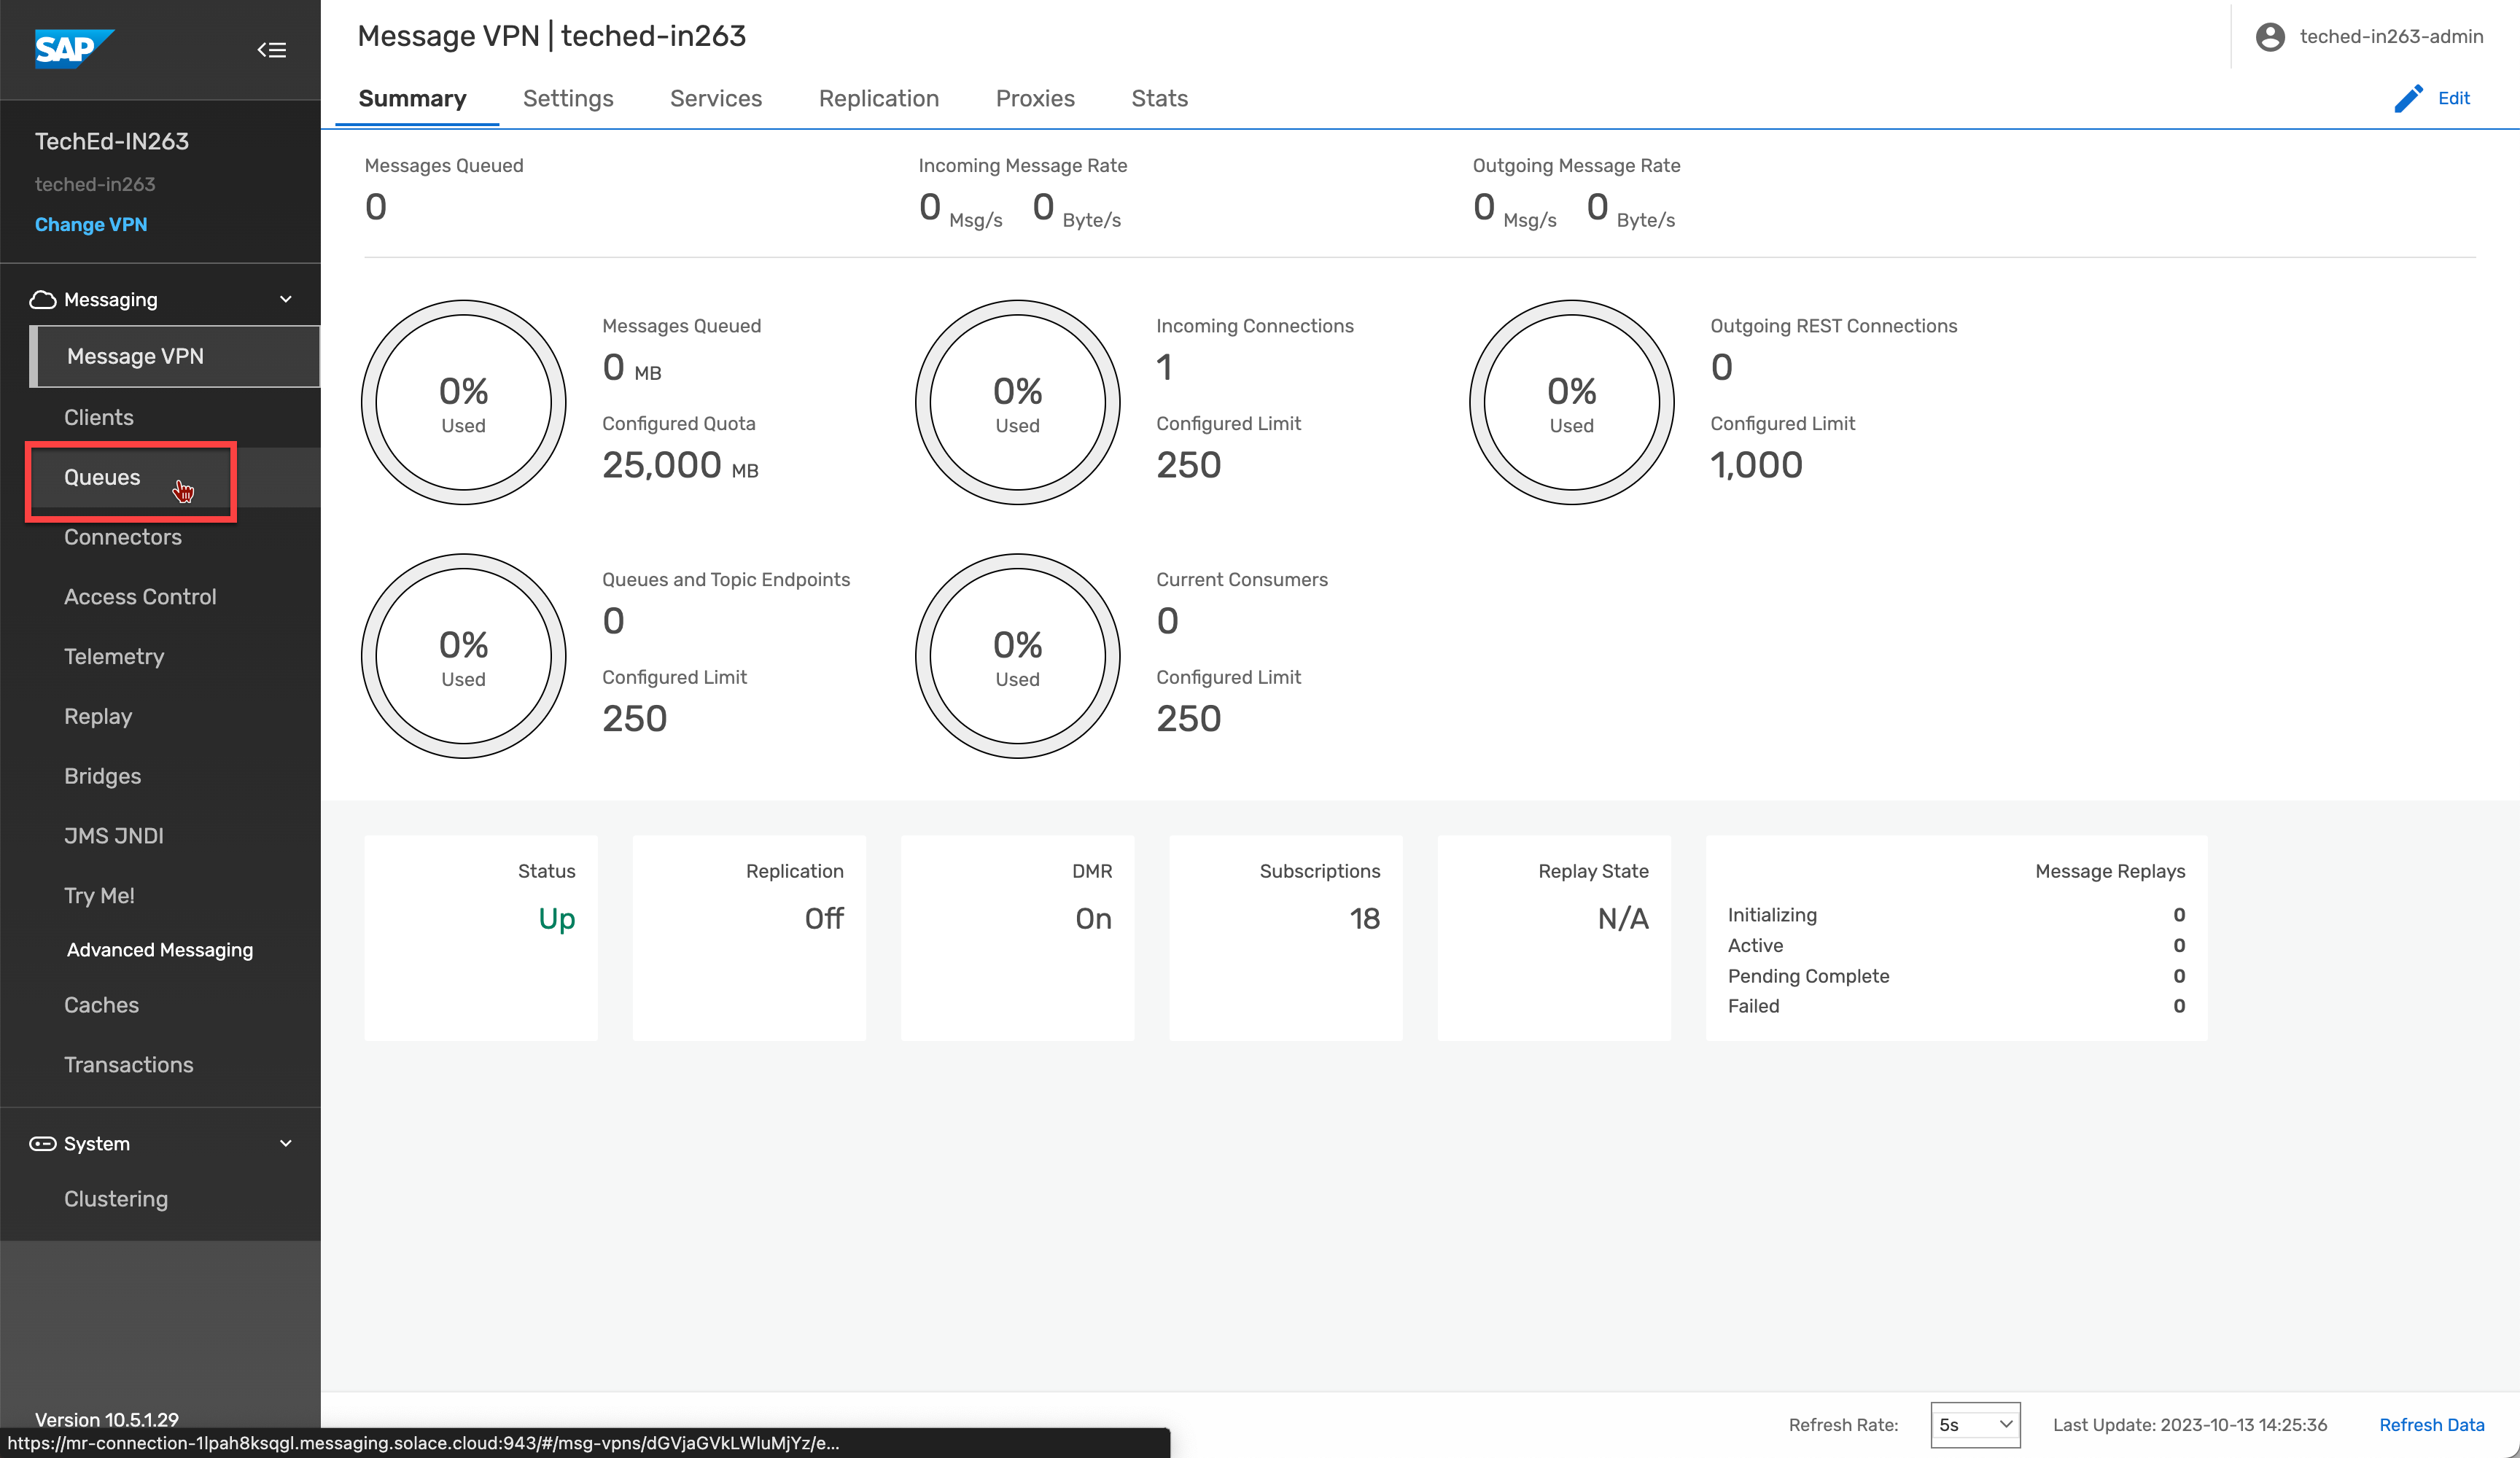 SAP
TechEd-IN263
teched-in263
Change VPN
Messaging
Message VPN
Clients
Queues
Connectors
Access Control
Telemetry
Replay
Bridges
JMS JNDI
Try Me!
Advanced Messaging
Caches
Transactions
System
Clustering
Version 10.5.1.29
Message VPN | teched-in263
teched-in263-admin
Summary Settings Services Replication Proxies Stats
Edit
Messages Queued
0
Incoming Message Rate
0 Msg/s 0 Byte/s
Outgoing Message Rate
0 Msg/s 0 Byte/s
0%
Used
Messages Queued
0 MB
Configured Quota
25,000 MB
0%
Used
Incoming Connections
1
Configured Limit
250
0%
Used
Outgoing REST Connections
0
Configured Limit
1,000
0%
Used
Queues and Topic Endpoints
0
Configured Limit
250
0%
Used
Current Consumers
0
Configured Limit
250
Status
Up
Replication
Off
DMR
On
Subscriptions
18
Replay State
N/A
Message Replays
Initializing 0
Active 0
Pending Complete 0
Failed 0
Refresh Rate: 5s Last Update: 2023-10-13 14:25:36 Refresh Data
https://mr-connection-1lpah8ksqgl.messaging.solace.cloud:943/#/msg-vpns/dGVjaGVkLWluMjYz/e...